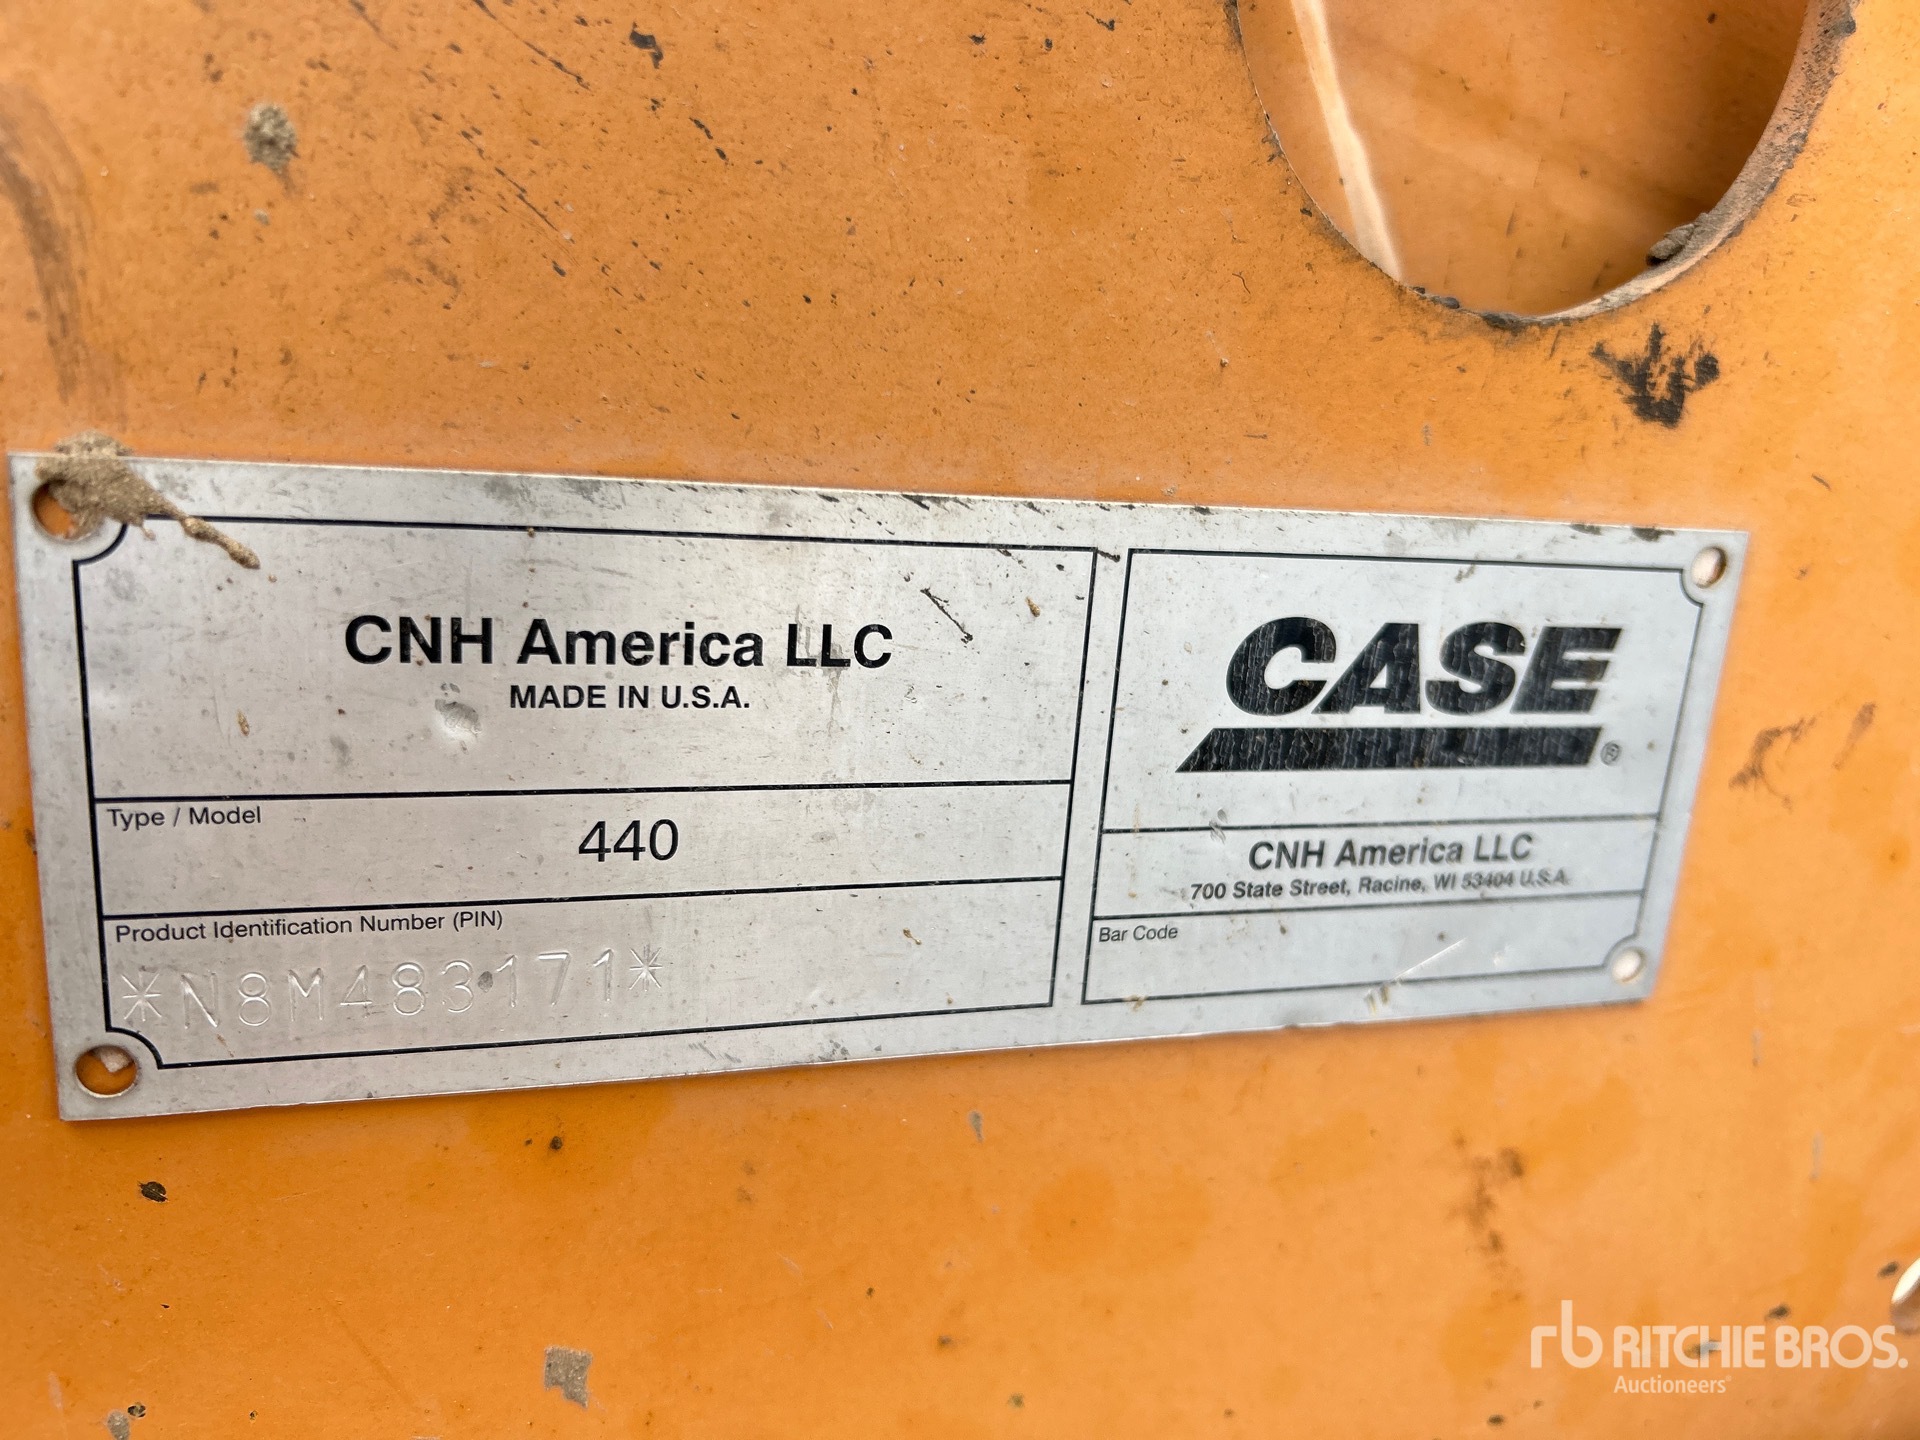 CNH America LLC
MADE IN U.S.A.
Type / Model
440
Product Identification Number (PIN)
*N8M483171*
CASE
®
CNH America LLC
700 State Street, Racine, WI 53404 U.S.A.
Bar Code
rb RITCHIE BROS.
Auctioneers